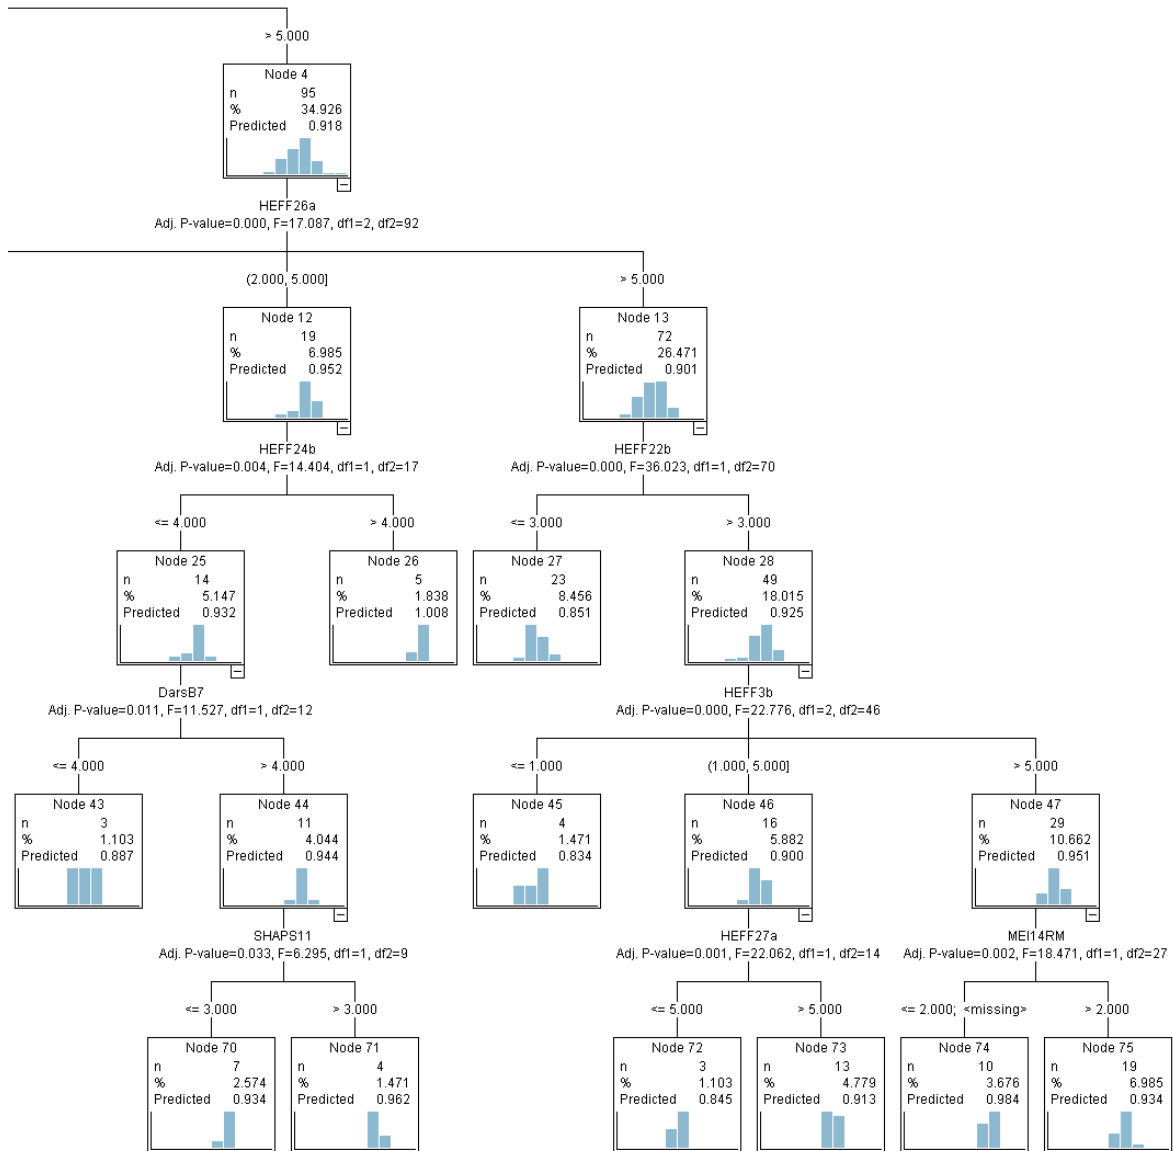 > 5.000
Node 4
n 95
% 34.926
Predicted 0.918
HEFF26a
Adj. P-value=0.000, F=17.087, df1=2, df2=92
(2.000, 5.000]
> 5.000
Node 12
n 19
% 6.985
Predicted 0.952
Node 13
n 72
% 26.471
Predicted 0.901
HEFF24b
Adj. P-value=0.004, F=14.404, df1=1, df2=17
HEFF22b
Adj. P-value=0.000, F=36.023, df1=1, df2=70
<= 4.000
> 4.000
<= 3.000
> 3.000
Node 25
n 14
% 5.147
Predicted 0.932
Node 26
n 5
% 1.838
Predicted 1.008
Node 27
n 23
% 8.456
Predicted 0.851
Node 28
n 49
% 18.015
Predicted 0.925
DarsB7
Adj. P-value=0.011, F=11.527, df1=1, df2=12
HEFF3b
Adj. P-value=0.000, F=22.776, df1=2, df2=46
<= 4.000
> 4.000
<= 1.000
(1.000, 5.000]
> 5.000
Node 43
n 3
% 1.103
Predicted 0.887
Node 44
n 11
% 4.044
Predicted 0.944
Node 45
n 4
% 1.471
Predicted 0.834
Node 46
n 16
% 5.882
Predicted 0.900
Node 47
n 29
% 10.662
Predicted 0.951
SHAPS11
Adj. P-value=0.033, F=6.295, df1=1, df2=9
HEFF27a
Adj. P-value=0.001, F=22.062, df1=1, df2=14
MEI14RM
Adj. P-value=0.002, F=18.471, df1=1, df2=27
<= 3.000
> 3.000
<= 5.000
> 5.000
<= 2.000; <missing>
> 2.000
Node 70
n 7
% 2.574
Predicted 0.934
Node 71
n 4
% 1.471
Predicted 0.962
Node 72
n 3
% 1.103
Predicted 0.845
Node 73
n 13
% 4.779
Predicted 0.913
Node 74
n 10
% 3.676
Predicted 0.984
Node 75
n 19
% 6.985
Predicted 0.934